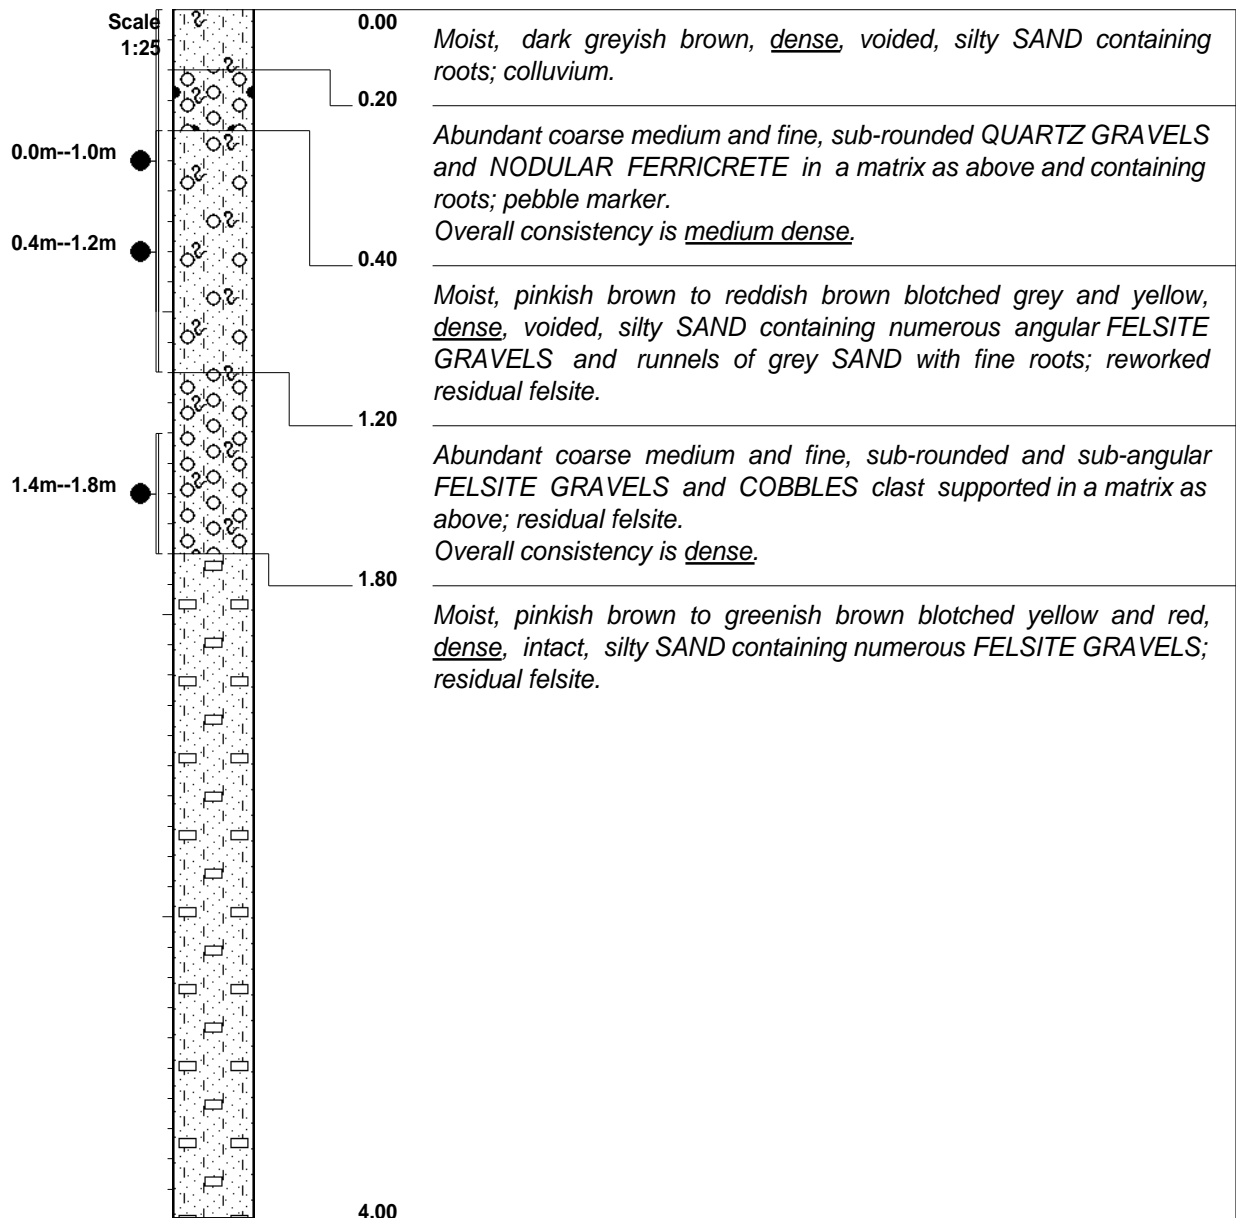 Scale
1:25
0.00
Moist, dark greyish brown, dense, voided, silty SAND containing
roots; colluvium.
0.20
Abundant coarse medium and fine, sub-rounded QUARTZ GRAVELS
and NODULAR FERRICRETE in a matrix as above and containing
roots; pebble marker.
Overall consistency is medium dense.
0.0m--1.0m
0.4m--1.2m
0.40
Moist, pinkish brown to reddish brown blotched grey and yellow,
dense, voided, silty SAND containing numerous angular FELSITE
GRAVELS and runnels of grey SAND with fine roots; reworked
residual felsite.
1.20
Abundant coarse medium and fine, sub-rounded and sub-angular
FELSITE GRAVELS and COBBLES clast supported in a matrix as
above; residual felsite.
Overall consistency is dense.
1.4m--1.8m
1.80
Moist, pinkish brown to greenish brown blotched yellow and red,
dense, intact, silty SAND containing numerous FELSITE GRAVELS;
residual felsite.
4.00